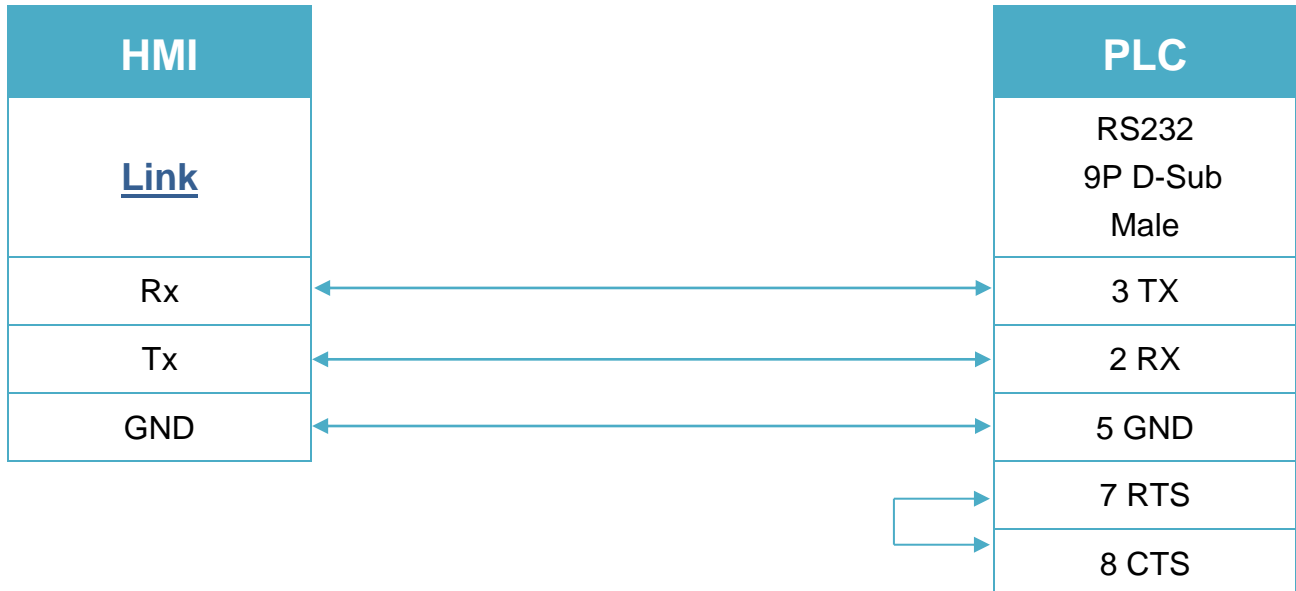 HMI
PLC
Link
RS232
9P D-Sub
Male
Rx
3 TX
Tx
2 RX
GND
5 GND
7 RTS
8 CTS